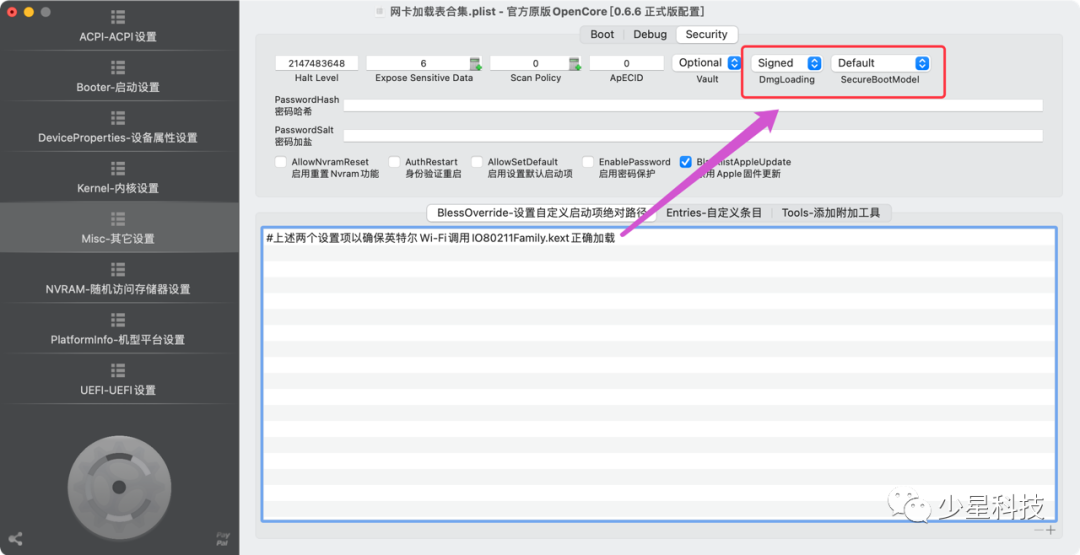 网卡加载表合集.plist - 官方原版OpenCore [0.6.6 正式版配置]
ACPI-ACPI 设置
Booter-启动设置
DeviceProperties-设备属性设置
Kernel-内核设置
Misc-其它设置
NVRAM-随机访问存储器设置
PlatformInfo-机型平台设置
UEFI-UEFI 设置
PayPal
Boot Debug Security
2147483648 6 0 0 Optional Signed Default
Halt Level Expose Sensitive Data Scan Policy ApECID Vault DmgLoading SecureBootModel
PasswordHash
密码哈希
PasswordSalt
密码加盐
AllowNvramReset AuthRestart AllowSetDefault EnablePassword
启用重置 Nvram 功能 身份验证重启 启用设置默认启动项 启用密码保护 用 Apple 固件更新
BlessOverride-设置自定义启动项绝对路径 Entries-自定义条目 Tools-添加附加工具
#上述两个设置项以确保英特尔 Wi-Fi 调用 IO80211Family.kext 正确加载
少星科技